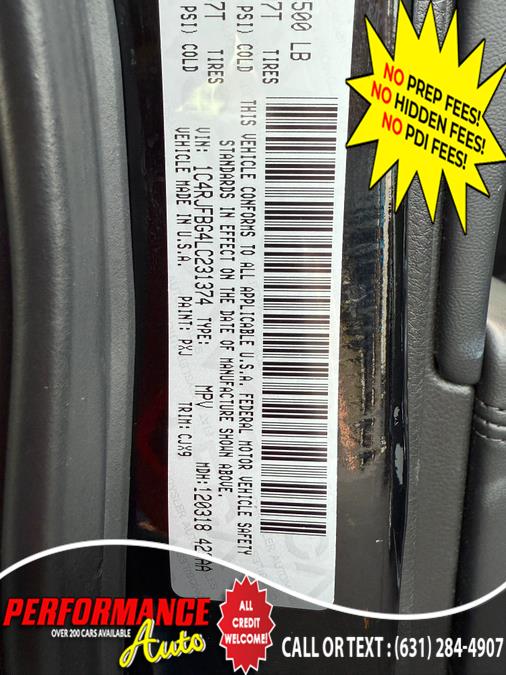 500 LB
7T TIRES
PSI) COLD
7T TIRES
PSI) COLD
THIS VEHICLE CONFORMS TO ALL APPLICABLE U.S.A. FEDERAL MOTOR VEHICLE SAFETY
STANDARDS IN EFFECT ON THE DATE OF MANUFACTURE SHOWN ABOVE.
VIN: 1C4RJFBG4LC231374 TYPE: MPV MDH:120318 427AA
VEHICLE MADE IN U.S.A. PAINT: PXJ TRIM: CJX9
NO PREP FEES!
NO HIDDEN FEES!
NO PDI FEES!
PERFORMANCE
OVER 200 CARS AVAILABLE
Auto
ALL
CREDIT
WELCOME!
CALL OR TEXT : (631) 284-4907